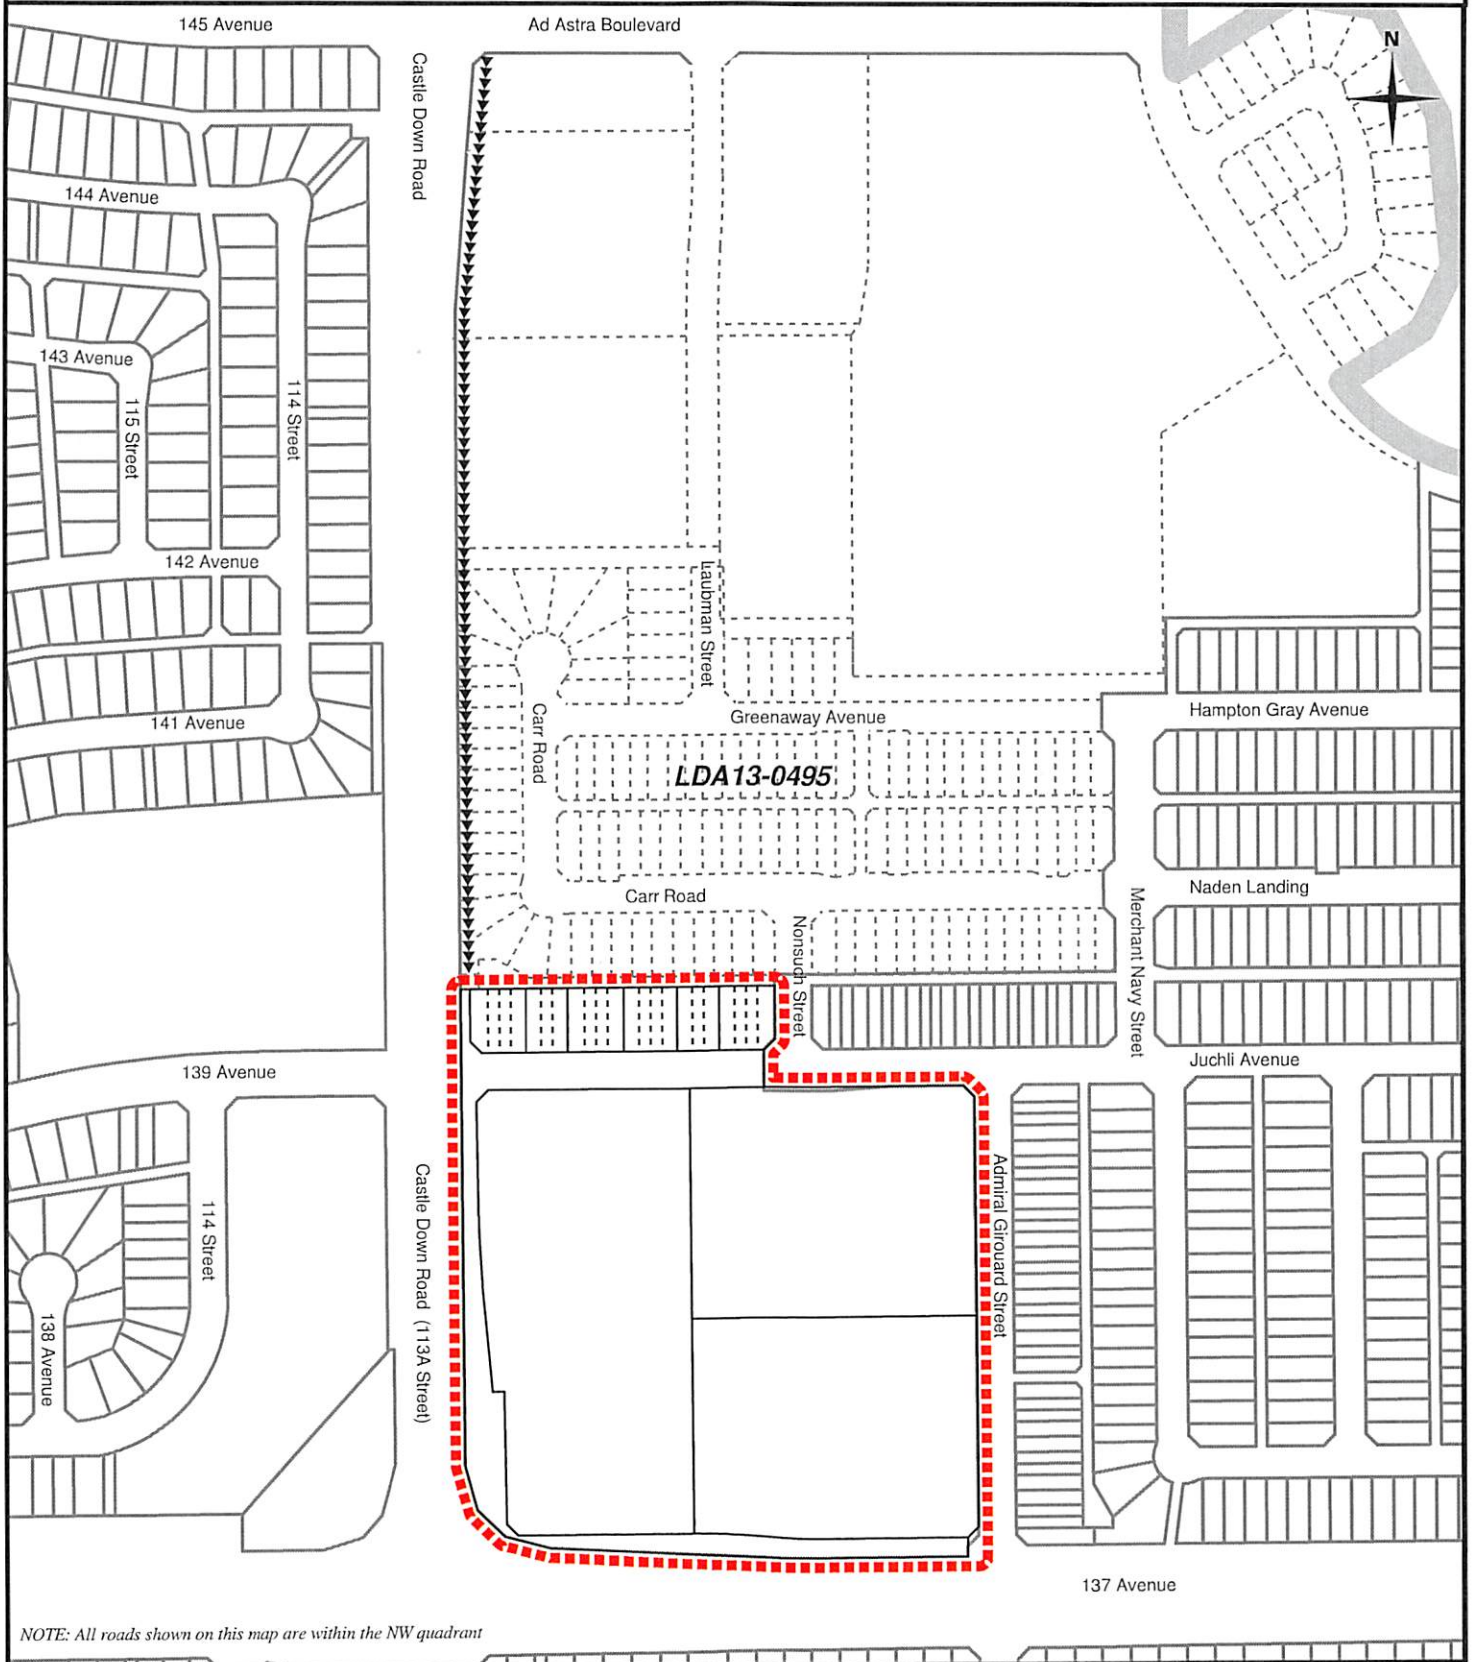 145 Avenue
Ad Astra Boulevard
N
Castle Down Road
144 Avenue
143 Avenue
115 Street
114 Street
142 Avenue
Laubman Street
141 Avenue
Carr Road
Greenaway Avenue
Hampton Gray Avenue
LDA13-0495
Carr Road
Naden Landing
Merchant Navy Street
Nonsuch Street
139 Avenue
Juchli Avenue
Castle Down Road (113A Street)
Admiral Girouard Street
114 Street
138 Avenue
137 Avenue
NOTE: All roads shown on this map are within the NW quadrant